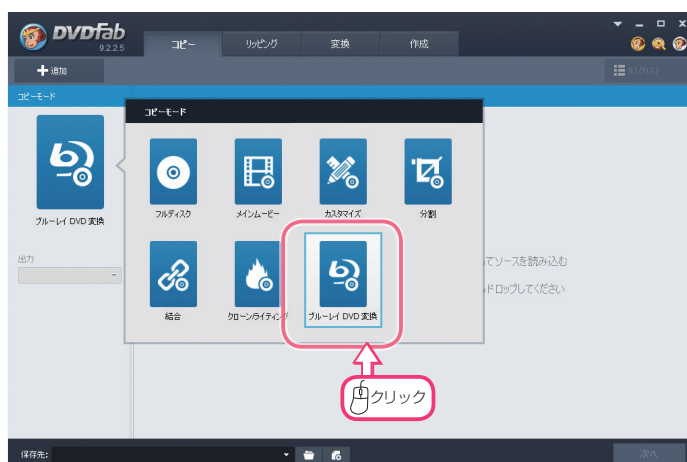 DVDFab
9.2.2.5
コピー
リッピング
変換
作成
追加
タスクリスト
コピーモード
コピーモード
ブルーレイ DVD 変換
フルディスク
メインムービー
カスタマイズ
分割
出力
結合
クローン/ライティング
ブルーレイ DVD 変換
てソースを読み込む
ドロップしてください
クリック
保存先:
次へ